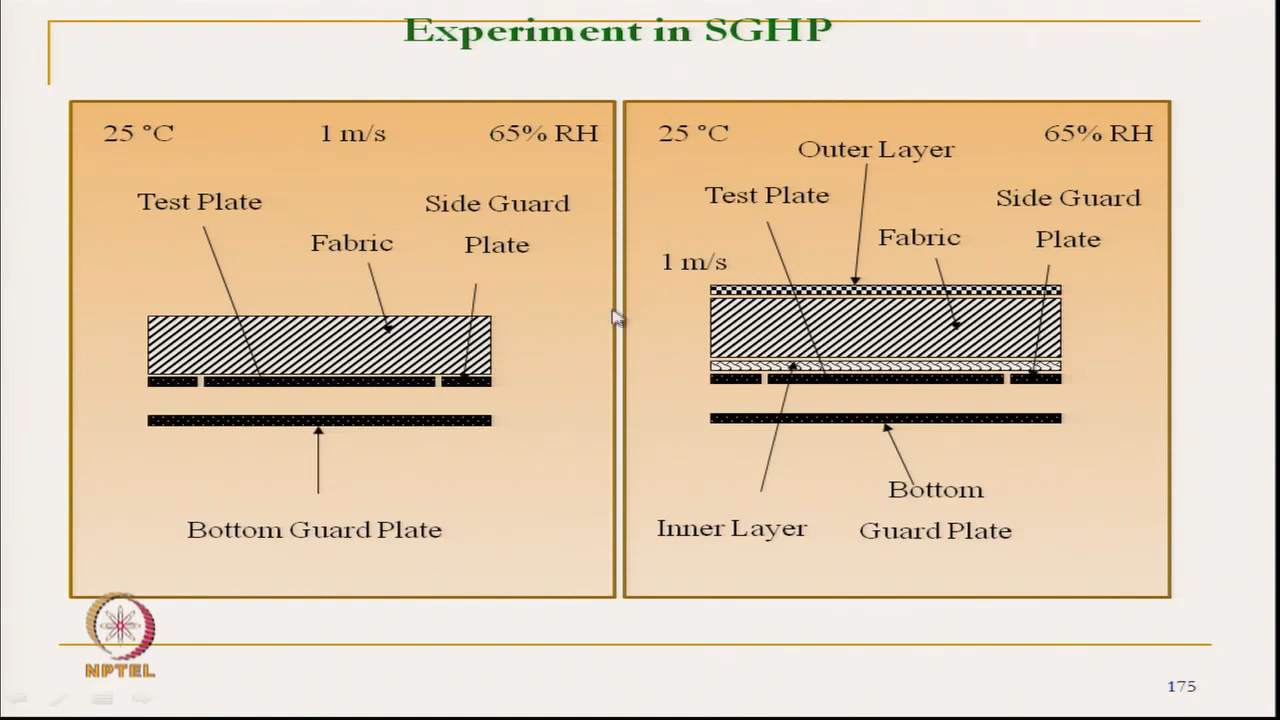 Experiment in SGHP
25 °C
1 m/s
65% RH
Test Plate
Side Guard
Plate
Fabric
Bottom Guard Plate
25 °C
65% RH
Outer Layer
Test Plate
Side Guard
Plate
Fabric
1 m/s
Inner Layer
Bottom
Guard Plate
NPTEL
175